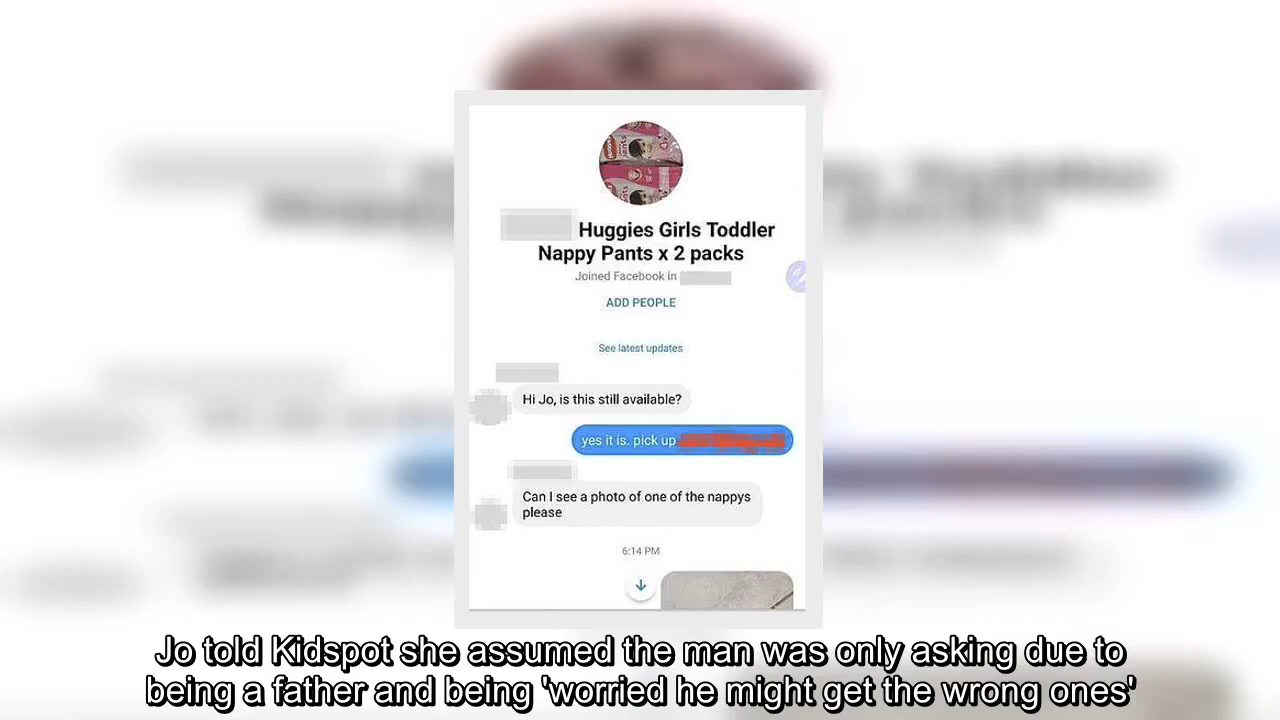 Huggies Girls Toddler
Nappy Pants x 2 packs
Joined Facebook in
ADD PEOPLE
See latest updates
Hi Jo, is this still available?
yes it is. pick up
Can I see a photo of one of the nappys
please
6:14 PM
Jo told Kidspot she assumed the man was only asking due to
being a father and being 'worried he might get the wrong ones'